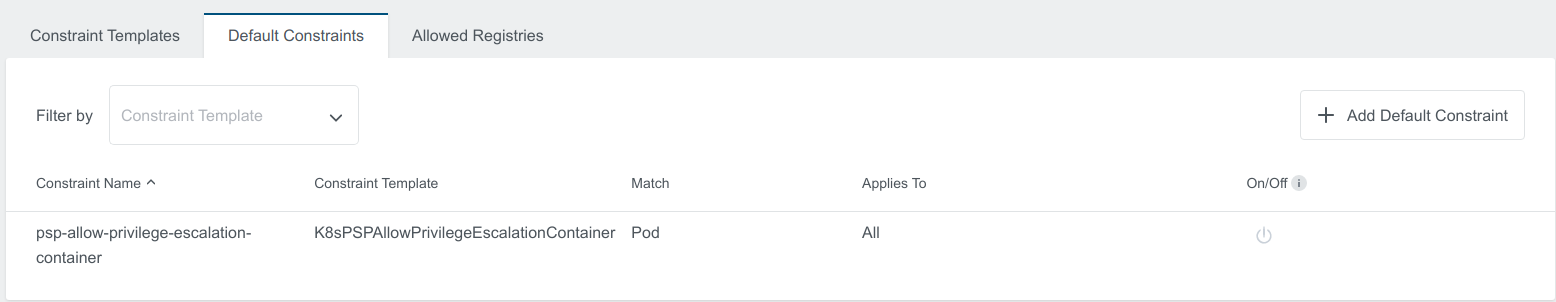 Constraint Templates Default Constraints Allowed Registries
Filter by Constraint Template + Add Default Constraint
Constraint Name Constraint Template Match Applies To On/Off i
psp-allow-privilege-escalation- K8sPSPAllowPrivilegeEscalationContainer Pod All
container